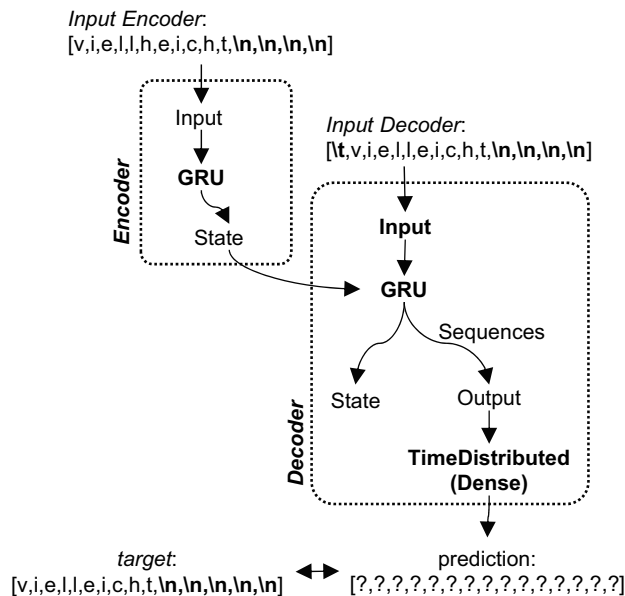 Input Encoder:
[v,i,e,l,l,h,e,i,c,h,t,\n,\n,\n,\n]
Input
GRU
State
Encoder
Input Decoder:
[\t,v,i,e,l,l,e,i,c,h,t,\n,\n,\n,\n]
Input
GRU
Sequences
State
Output
TimeDistributed
(Dense)
Decoder
target:
[v,i,e,l,l,e,i,c,h,t,\n,\n,\n,\n,\n]
prediction:
[?,?,?,?,?,?,?,?,?,?,?,?,?,?,?]